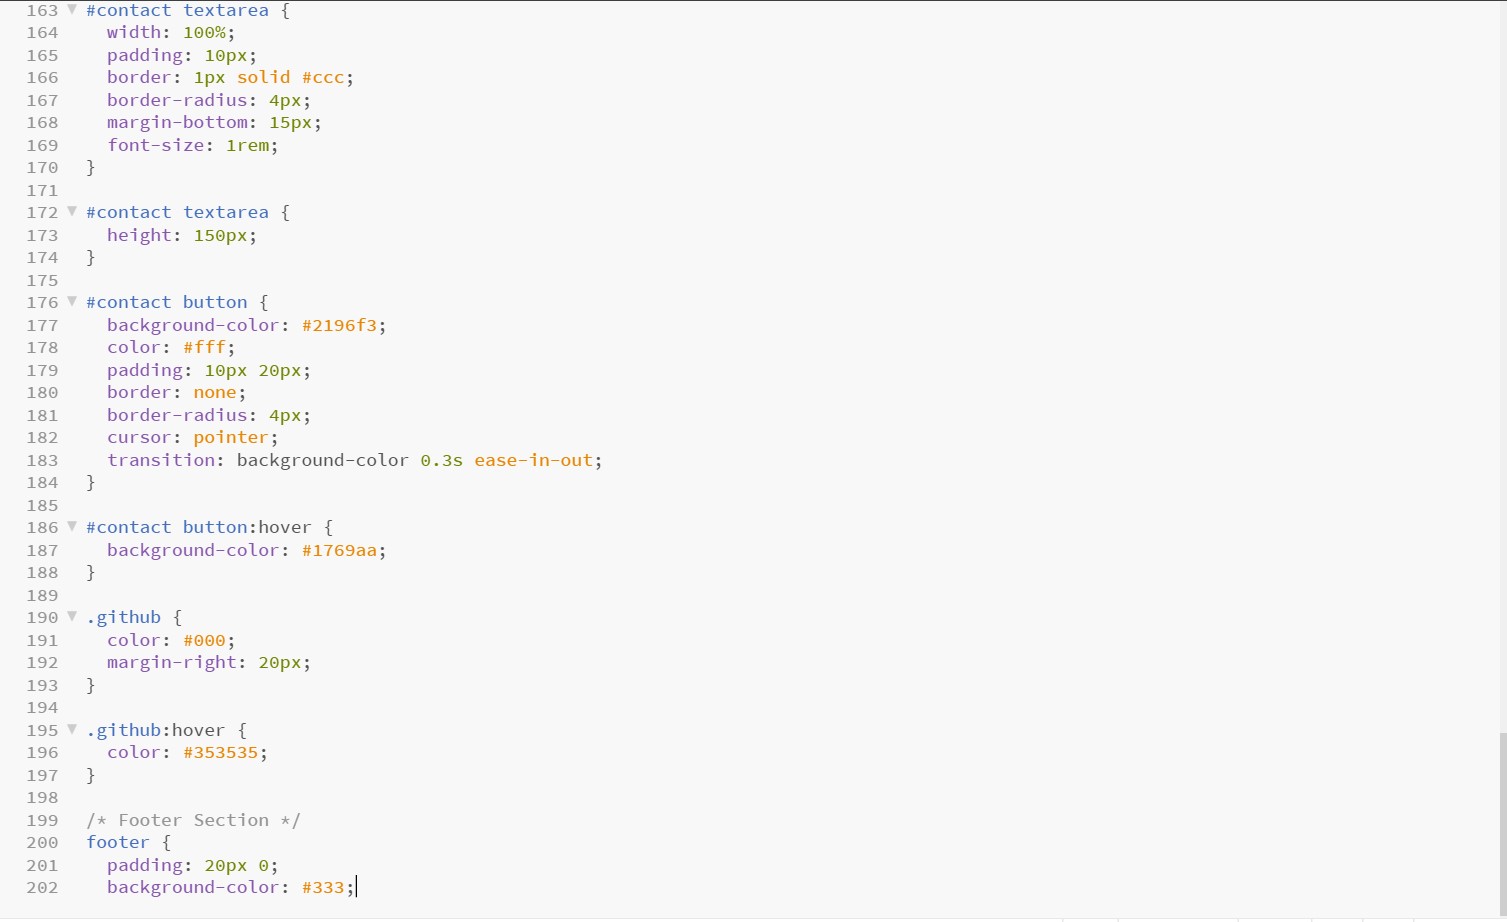 163 ▼ #contact textarea {
164   width: 100%;
165   padding: 10px;
166   border: 1px solid #ccc;
167   border-radius: 4px;
168   margin-bottom: 15px;
169   font-size: 1rem;
170 }
171
172 ▼ #contact textarea {
173   height: 150px;
174 }
175
176 ▼ #contact button {
177   background-color: #2196f3;
178   color: #fff;
179   padding: 10px 20px;
180   border: none;
181   border-radius: 4px;
182   cursor: pointer;
183   transition: background-color 0.3s ease-in-out;
184 }
185
186 ▼ #contact button:hover {
187   background-color: #1769aa;
188 }
189
190 ▼ .github {
191   color: #000;
192   margin-right: 20px;
193 }
194
195 ▼ .github:hover {
196   color: #353535;
197 }
198
199 /* Footer Section */
200 footer {
201   padding: 20px 0;
202   background-color: #333;